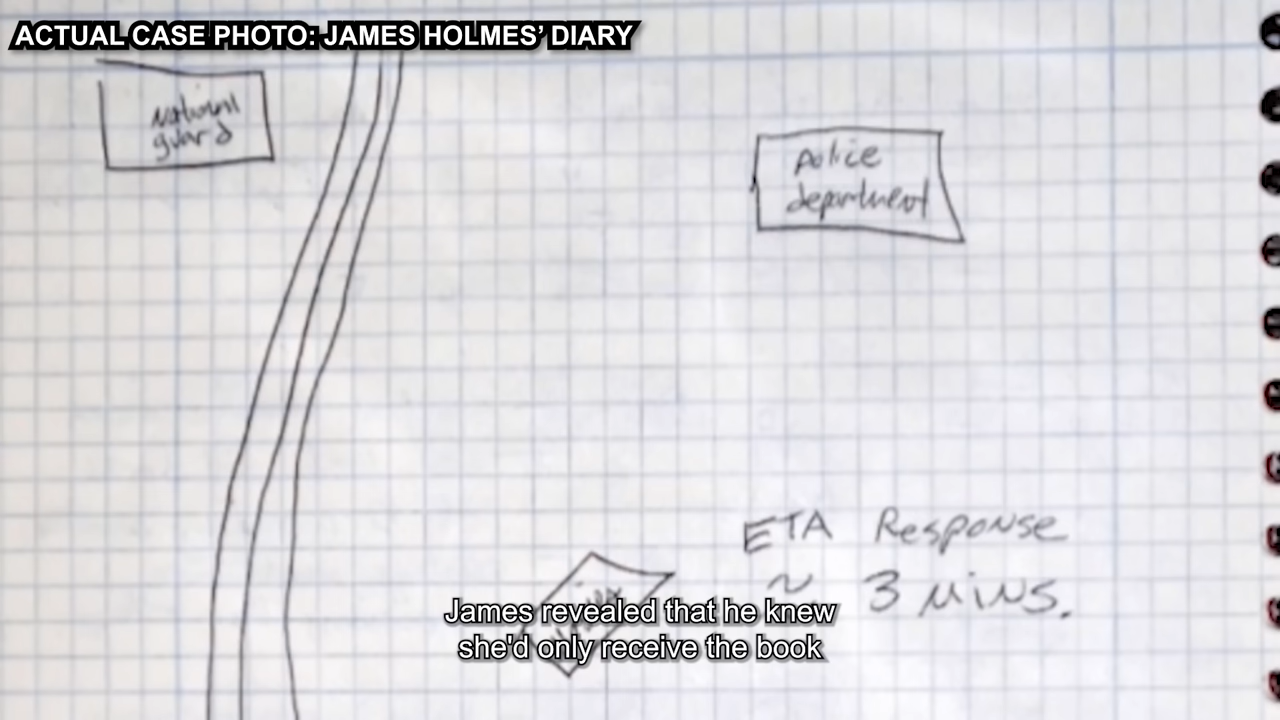 ACTUAL CASE PHOTO: JAMES HOLMES’ DIARY
National
guard
Police
department
ETA Response
~ 3 Mins.
James revealed that he knew
she'd only receive the book